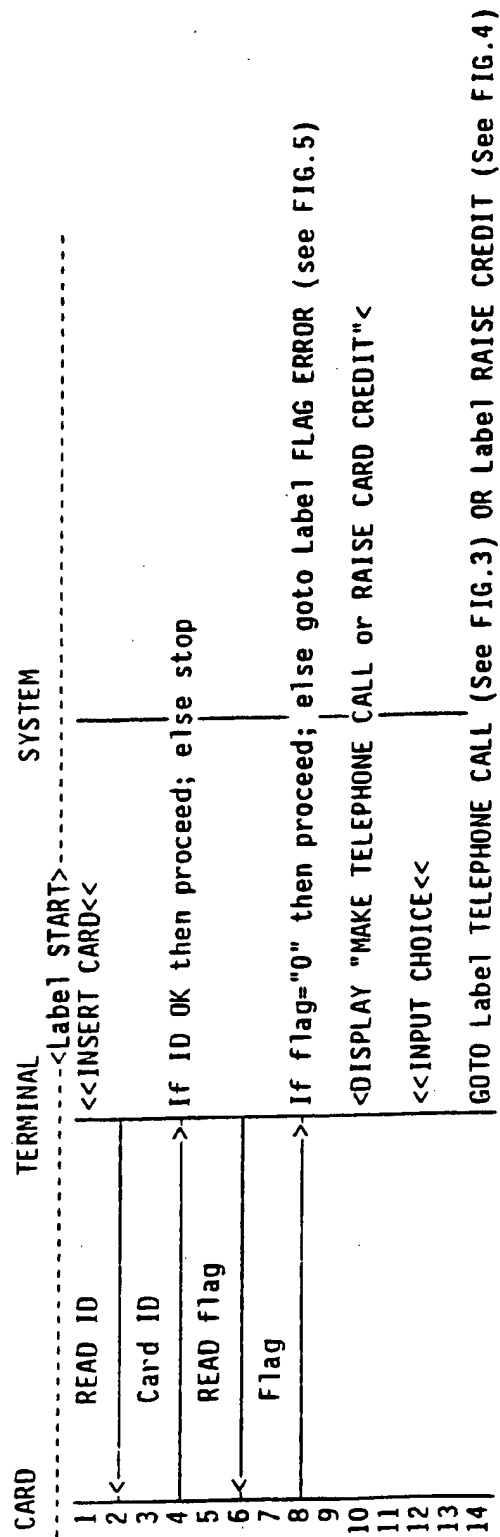 CARD TERMINAL SYSTEM
<Label START>
1 READ ID <<INSERT CARD<<
2
3 Card ID
4 If ID OK then proceed; else stop
5 READ flag
6
7 Flag
8 If flag="0" then proceed; else goto Label FLAG ERROR (see FIG.5)
9
10 <DISPLAY "MAKE TELEPHONE CALL or RAISE CARD CREDIT"<
11
12 <<INPUT CHOICE<<
13
14 GOTO Label TELEPHONE CALL (See FIG.3) OR Label RAISE CREDIT (See FIG.4)